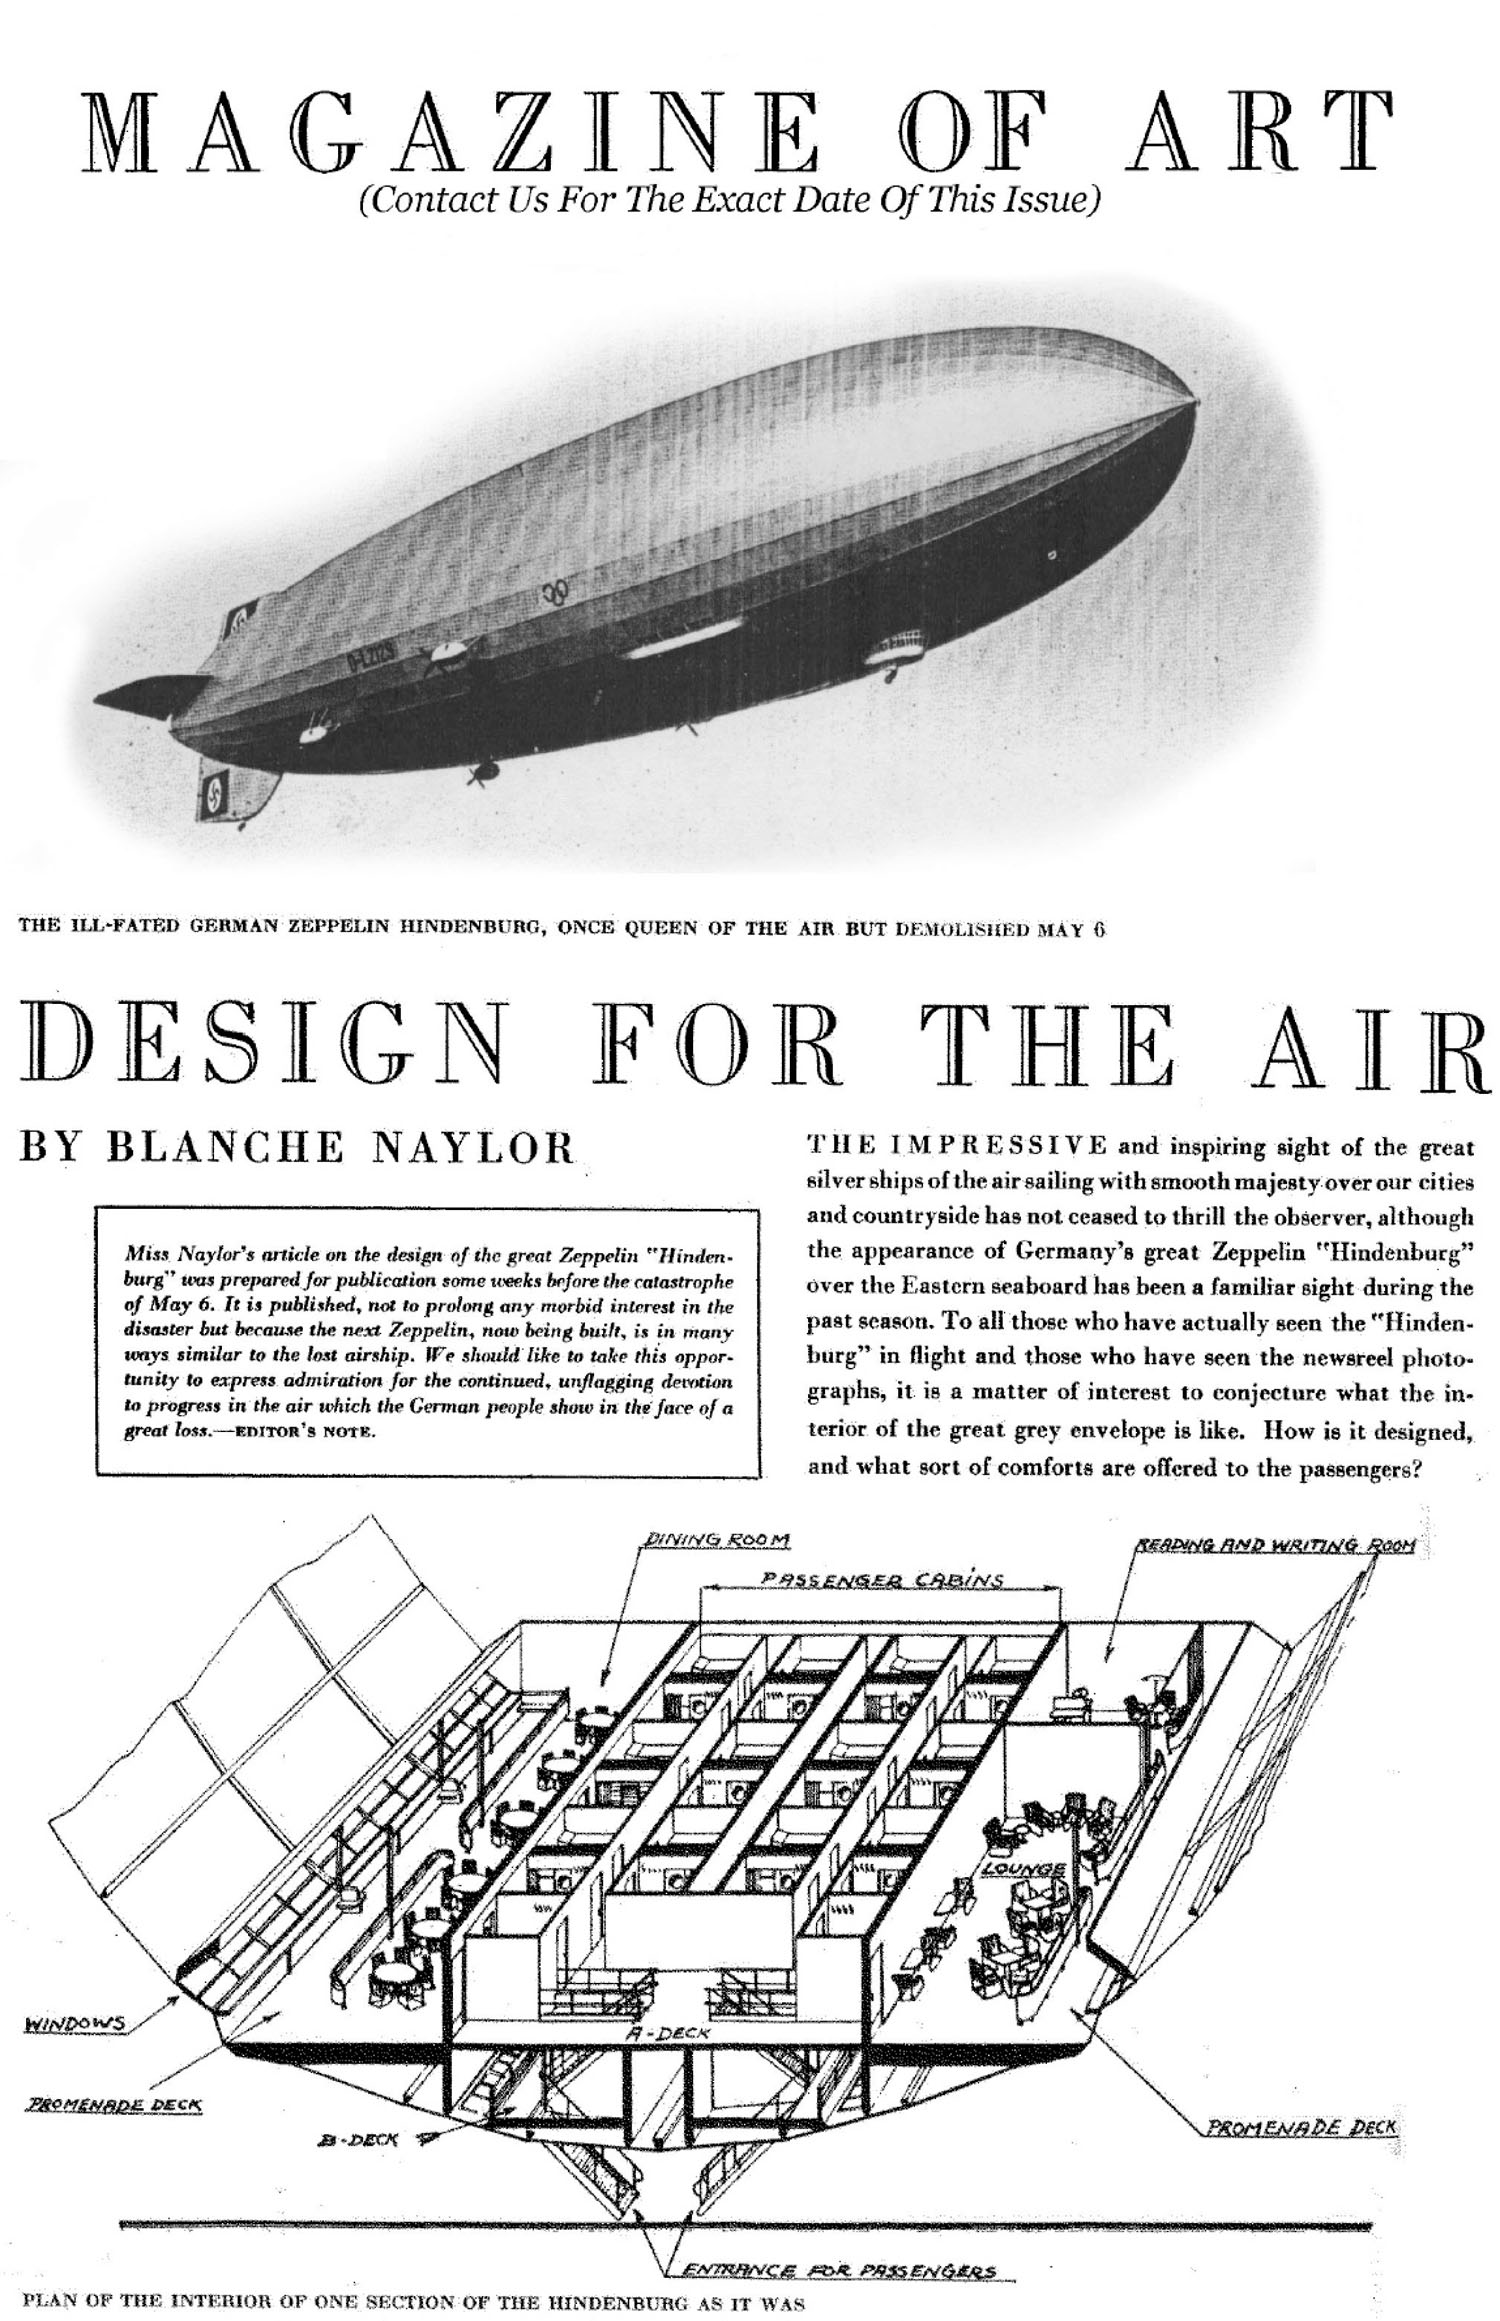 MAGAZINE OF ART
(Contact Us For The Exact Date Of This Issue)
D-LZ129
THE ILL-FATED GERMAN ZEPPELIN HINDENBURG, ONCE QUEEN OF THE AIR BUT DEMOLISHED MAY 6
DESIGN FOR THE AIR
BY BLANCHE NAYLOR
Miss Naylor's article on the design of the great Zeppelin "Hinden-
burg" was prepared for publication some weeks before the catastrophe
of May 6. It is published, not to prolong any morbid interest in the
disaster but because the next Zeppelin, now being built, is in many
ways similar to the lost airship. We should like to take this oppor-
tunity to express admiration for the continued, unflagging devotion
to progress in the air which the German people show in the face of a
great loss.—EDITOR'S NOTE.
THE IMPRESSIVE and inspiring sight of the great
silver ships of the air sailing with smooth majesty over our cities
and countryside has not ceased to thrill the observer, although
the appearance of Germany's great Zeppelin "Hindenburg"
over the Eastern seaboard has been a familiar sight during the
past season. To all those who have actually seen the "Hinden-
burg" in flight and those who have seen the newsreel photo-
graphs, it is a matter of interest to conjecture what the in-
terior of the great grey envelope is like. How is it designed,
and what sort of comforts are offered to the passengers?
DINING ROOM
READING AND WRITING ROOM
PASSENGER CABINS
LOUNGE
WINDOWS
A-DECK
PROMENADE DECK
B-DECK
PROMENADE DECK
ENTRANCE FOR PASSENGERS
PLAN OF THE INTERIOR OF ONE SECTION OF THE HINDENBURG AS IT WAS